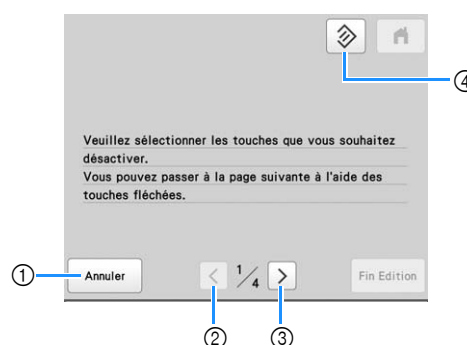 ④
Veuillez sélectionner les touches que vous souhaitez
désactiver.
Vous pouvez passer à la page suivante à l'aide des
touches fléchées.
① Annuler < 1/4 > Fin Edition
② ③